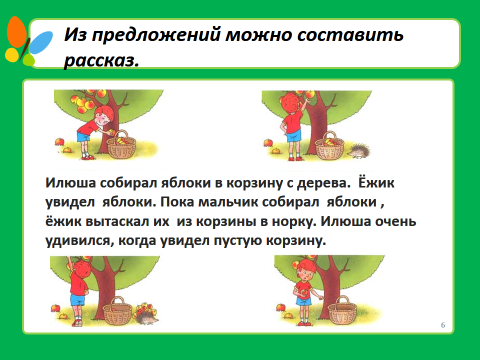 Из предложений можно составить
рассказ.
Илюша собирал яблоки в корзину с дерева. Ёжик
увидел яблоки. Пока мальчик собирал яблоки ,
ёжик вытаскал их из корзины в норку. Илюша очень
удивился, когда увидел пустую корзину.
6